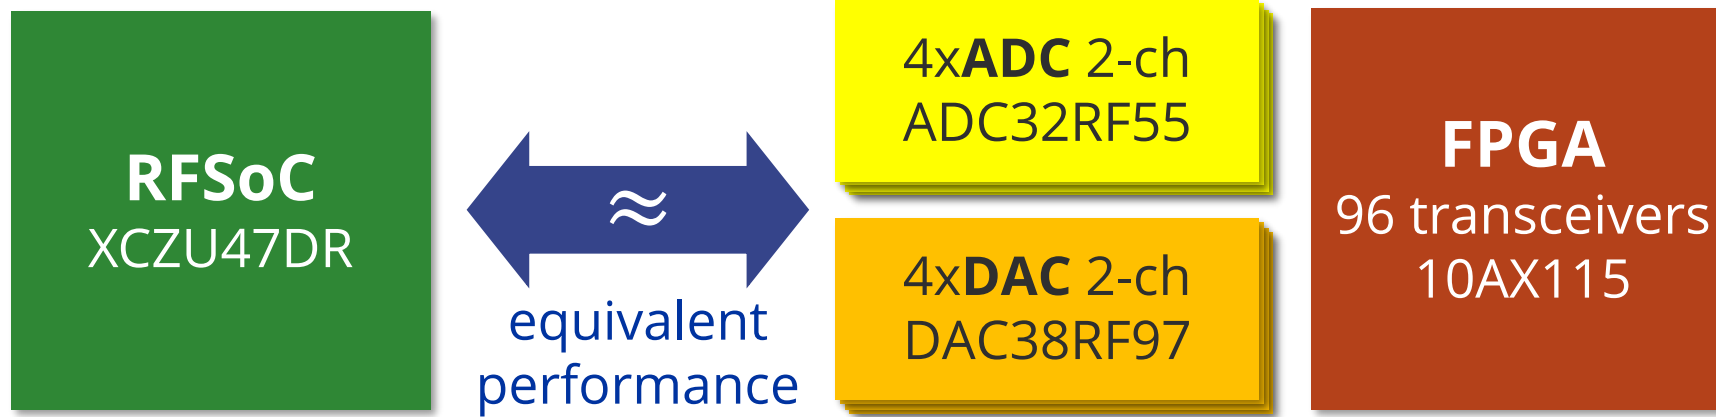 RFSoC
XCZU47DR
≈
equivalent
performance
4xADC 2-ch
ADC32RF55
4xDAC 2-ch
DAC38RF97
FPGA
96 transceivers
10AX115